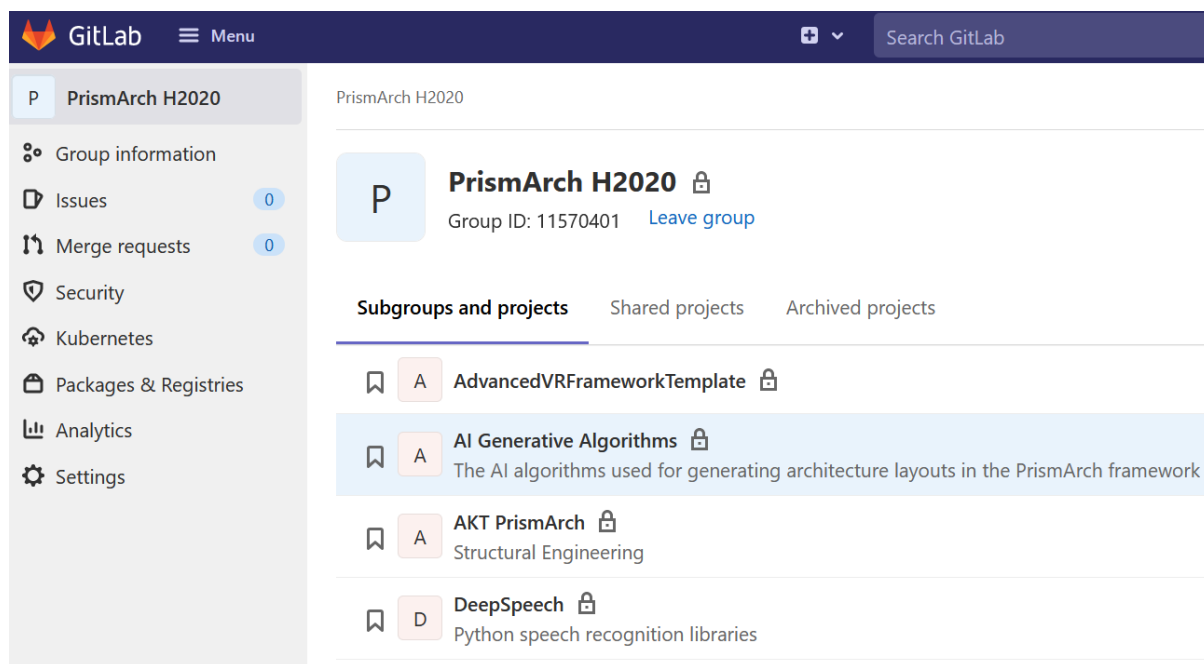 GitLab
Menu
Search GitLab
P
PrismArch H2020
Group information
Issues
0
Merge requests
0
Security
Kubernetes
Packages & Registries
Analytics
Settings
PrismArch H2020
P
PrismArch H2020
Group ID: 11570401 Leave group
Subgroups and projects Shared projects Archived projects
A
AdvancedVRFrameworkTemplate
A
AI Generative Algorithms
The AI algorithms used for generating architecture layouts in the PrismArch framework
A
AKT PrismArch
Structural Engineering
D
DeepSpeech
Python speech recognition libraries